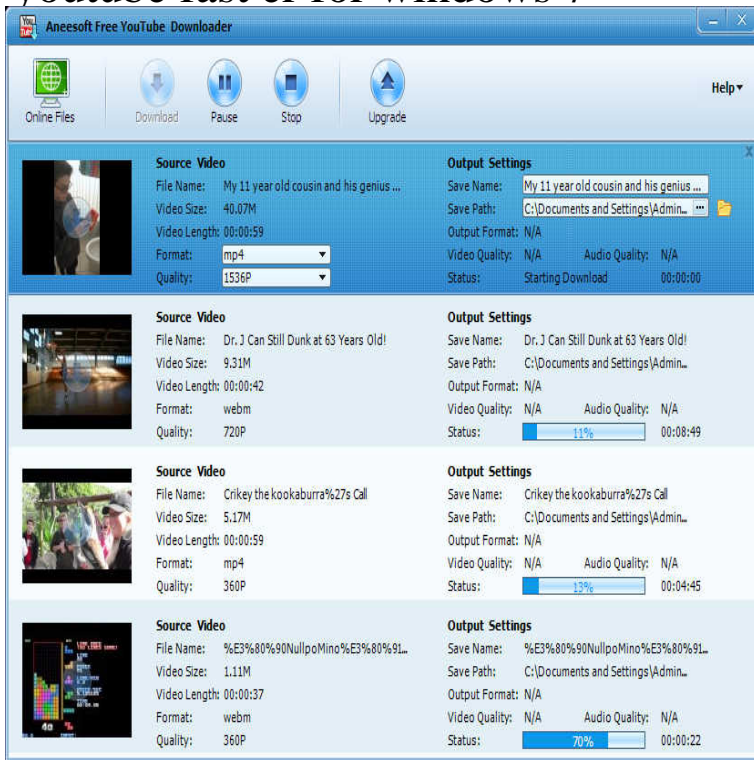 youtube fast er for windows 7
Aneesoft Free YouTube Downloader
Online Files
Download
Pause
Stop
Upgrade
Help
Source Video
File Name: My 11 year old cousin and his genius ...
Video Size: 40.07M
Video Length: 00:00:59
Format: mp4
Quality: 1536P
Output Settings
Save Name: My 11 year old cousin and his genius ...
Save Path: C:\Documents and Settings\Admin...
Output Format: N/A
Video Quality: N/A Audio Quality: N/A
Status: Starting Download 00:00:00
Source Video
File Name: Dr. J Can Still Dunk at 63 Years Old!
Video Size: 9.31M
Video Length: 00:00:42
Format: webm
Quality: 720P
Output Settings
Save Name: Dr. J Can Still Dunk at 63 Years Old!
Save Path: C:\Documents and Settings\Admin...
Output Format: N/A
Video Quality: N/A Audio Quality: N/A
Status: 11% 00:08:49
Source Video
File Name: Crikey the kookaburra%27s Call
Video Size: 5.17M
Video Length: 00:00:59
Format: mp4
Quality: 360P
Output Settings
Save Name: Crikey the kookaburra%27s Call
Save Path: C:\Documents and Settings\Admin...
Output Format: N/A
Video Quality: N/A Audio Quality: N/A
Status: 13% 00:04:45
Source Video
File Name: %E3%80%90NullpoMino%E3%80%91...
Video Size: 1.11M
Video Length: 00:00:37
Format: webm
Quality: 360P
Output Settings
Save Name: %E3%80%90NullpoMino%E3%80%91...
Save Path: C:\Documents and Settings\Admin...
Output Format: N/A
Video Quality: N/A Audio Quality: N/A
Status: 70% 00:00:22